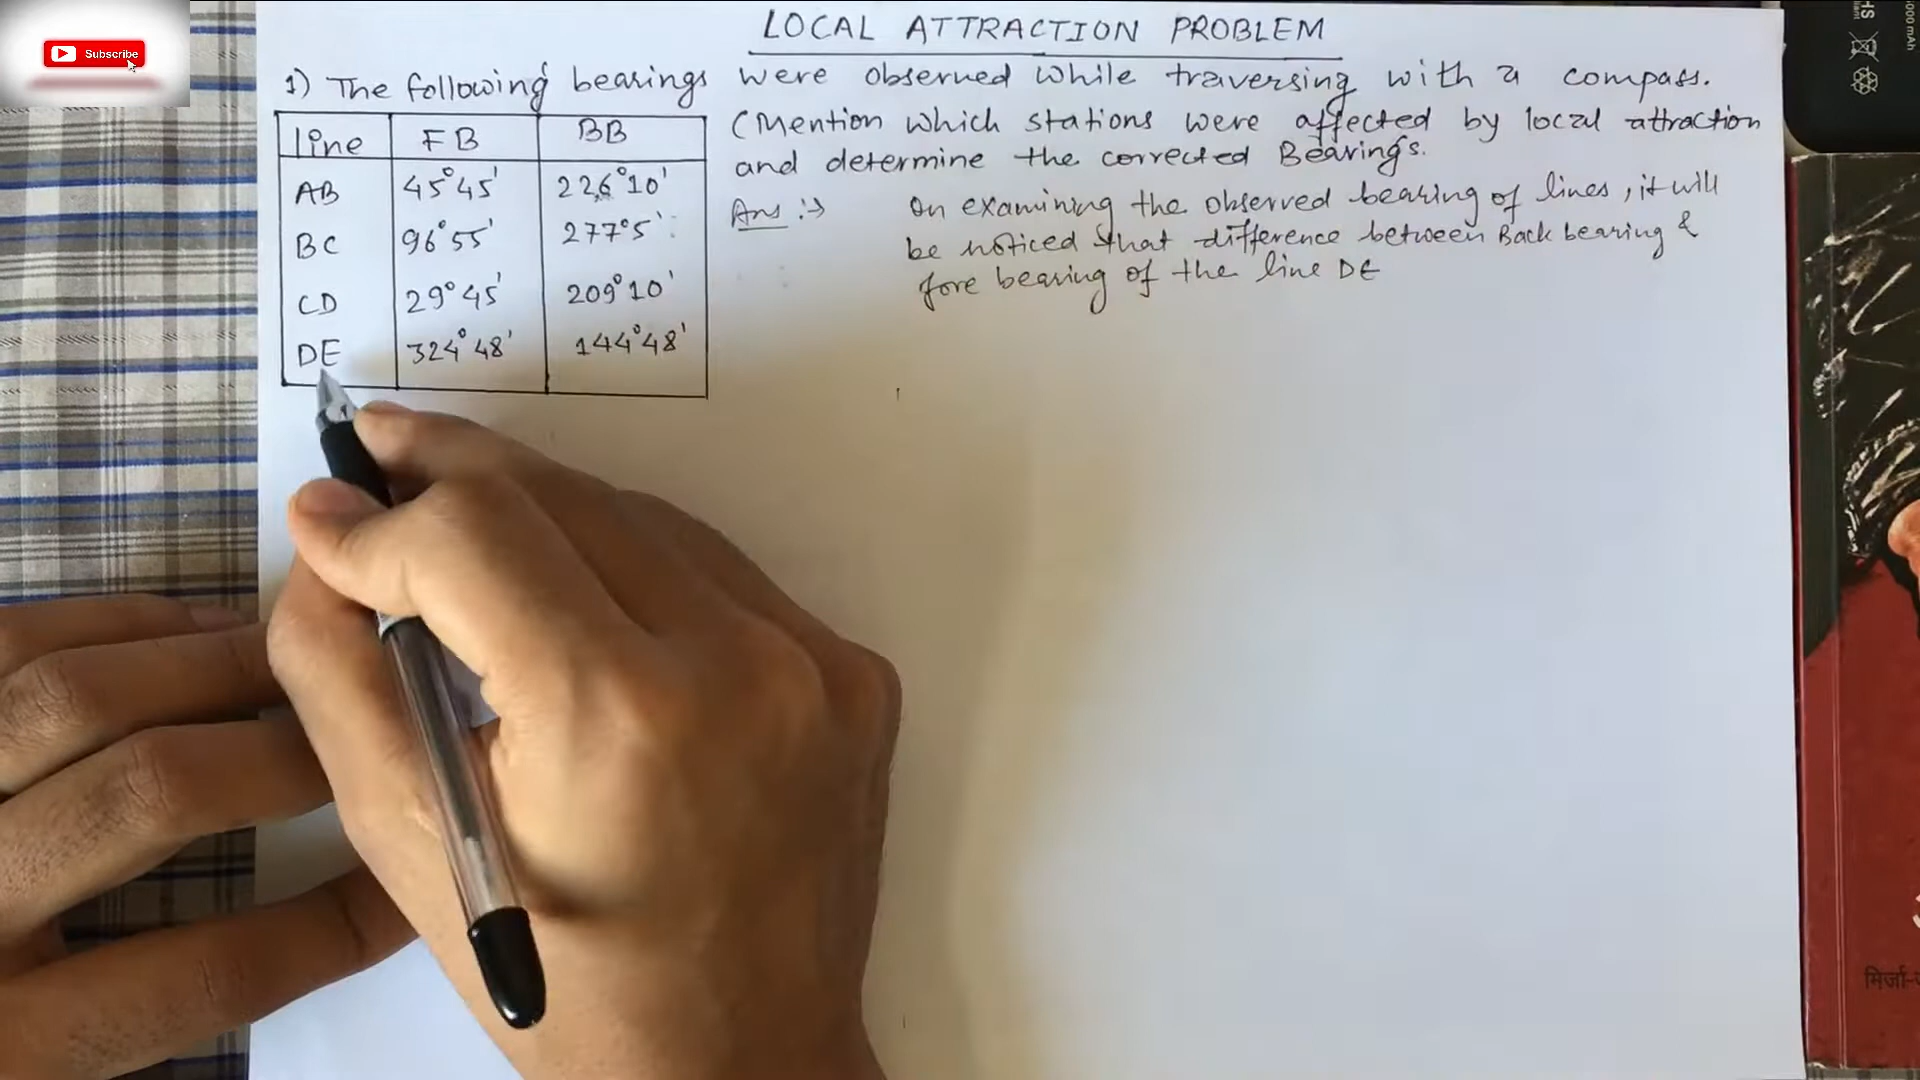 Subscribe
LOCAL ATTRACTION PROBLEM
1) The following bearings were observed while traversing with a compass.
(Mention which stations were affected by local attraction
and determine the corrected Bearings.
line FB BB
AB 45°45' 226°10'
BC 96°55' 277°5'
CD 29°45' 209°10'
DE 324°48' 144°48'
Ans :→ On examining the observed bearing of lines, it will
be noticed that difference between Back bearing &
fore bearing of the line DE
HS
5000 mAh
मिर्जा-